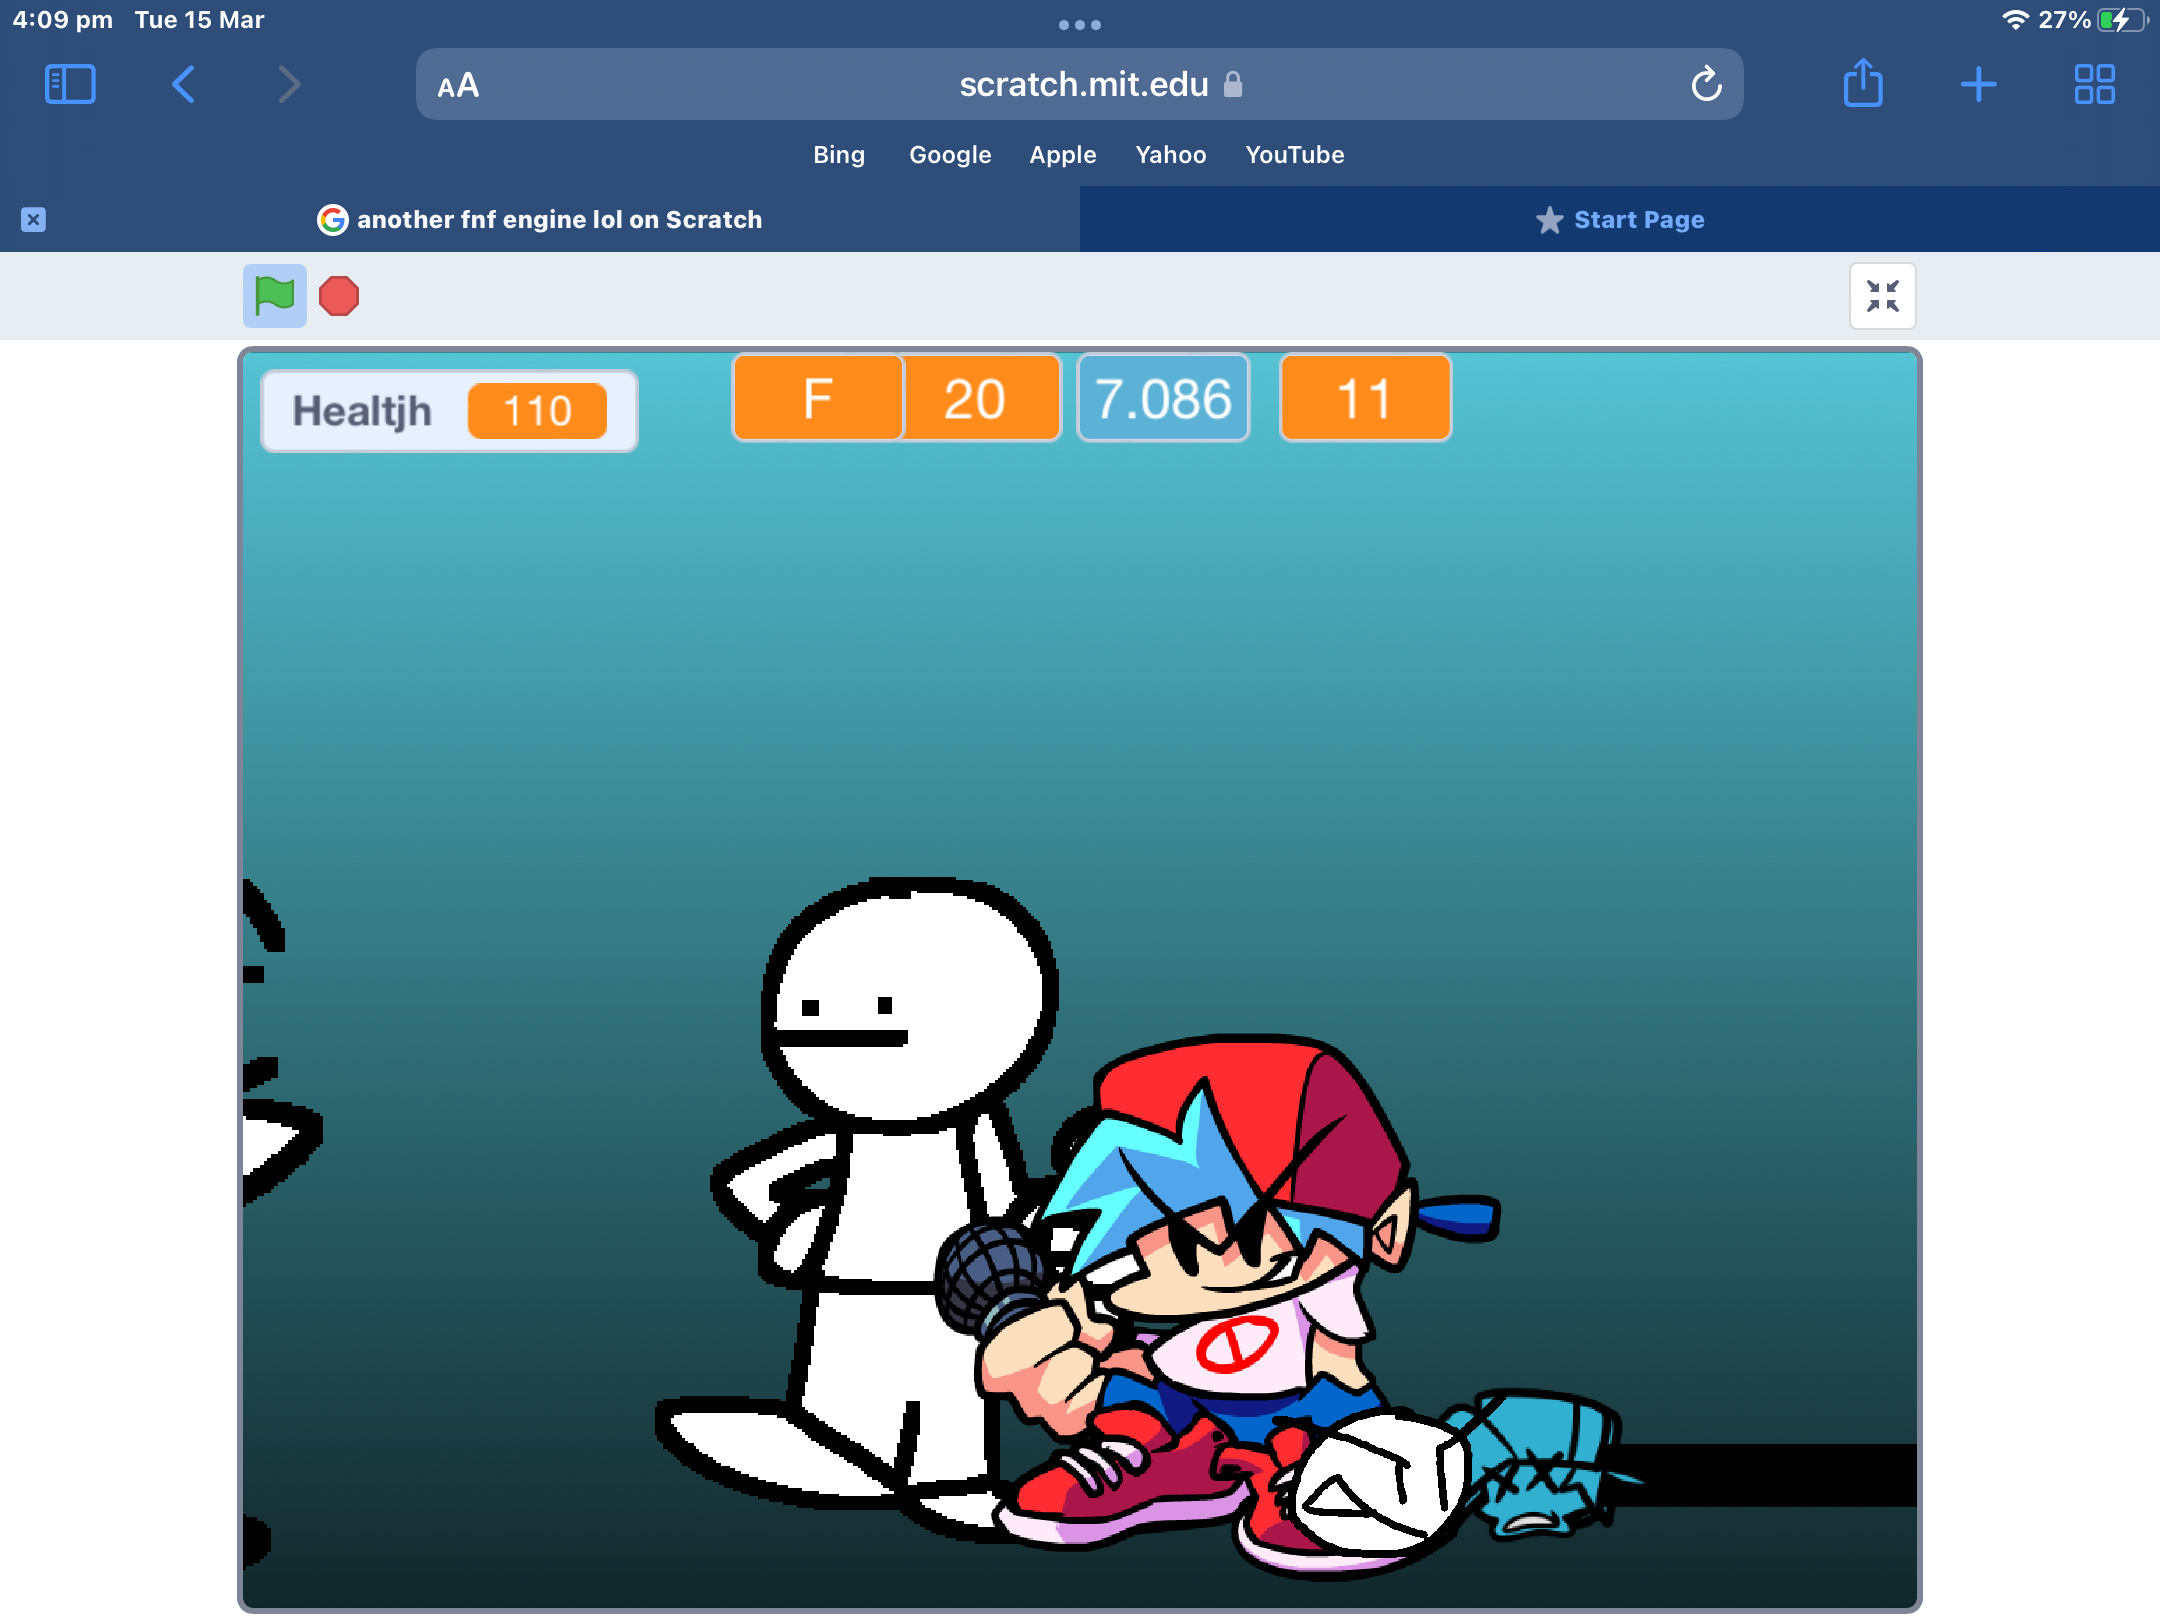 4:09 pm Tue 15 Mar
27%
AA
scratch.mit.edu
Bing Google Apple Yahoo YouTube
another fnf engine lol on Scratch
Start Page
Healtjh 110
F 20 7.086 11